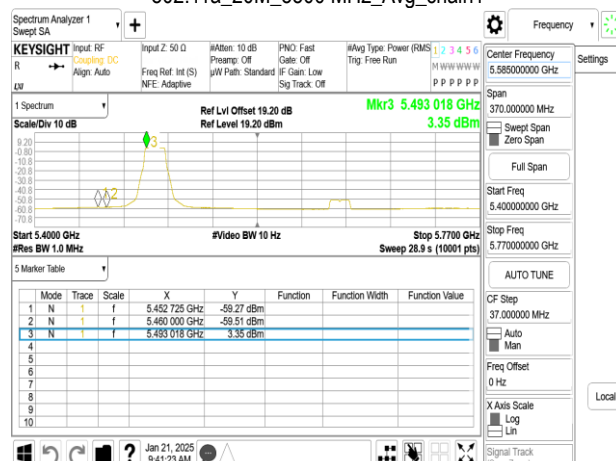 Spectrum Analyzer 1
Swept SA
Frequency
Settings
KEYSIGHT
R
Input: RF
Coupling: DC
Align: Auto
Input Z: 50 Ω
Freq Ref: Int (S)
NFE: Adaptive
#Atten: 10 dB
Preamp: Off
µW Path: Standard
PNO: Fast
Gate: Off
IF Gain: Low
Sig Track: Off
#Avg Type: Power (RMS
Trig: Free Run
1 2 3 4 5 6
M W W W W W
P P P P P P
Center Frequency
5.585000000 GHz
Span
370.000000 MHz
Swept Span
Zero Span
Full Span
Start Freq
5.400000000 GHz
Stop Freq
5.770000000 GHz
AUTO TUNE
CF Step
37.000000 MHz
Auto
Man
Freq Offset
0 Hz
X Axis Scale
Log
Lin
Signal Track
Local
1 Spectrum
Scale/Div 10 dB
Ref Lvl Offset 19.20 dB
Ref Level 19.20 dBm
Mkr3 5.493 018 GHz
3.35 dBm
9.20
-0.80
-10.8
-20.8
-30.8
-40.8
-50.8
-60.8
-70.8
3
2
Start 5.4000 GHz
#Res BW 1.0 MHz
#Video BW 10 Hz
Stop 5.7700 GHz
Sweep 28.9 s (10001 pts)
5 Marker Table
Mode Trace Scale X Y Function Function Width Function Value
1 N 1 f 5.452 725 GHz -59.27 dBm
2 N 1 f 5.460 000 GHz -59.51 dBm
3 N 1 f 5.493 018 GHz 3.35 dBm
4
5
6
7
8
9
10
?
Jan 21, 2025
9:41:23 AM